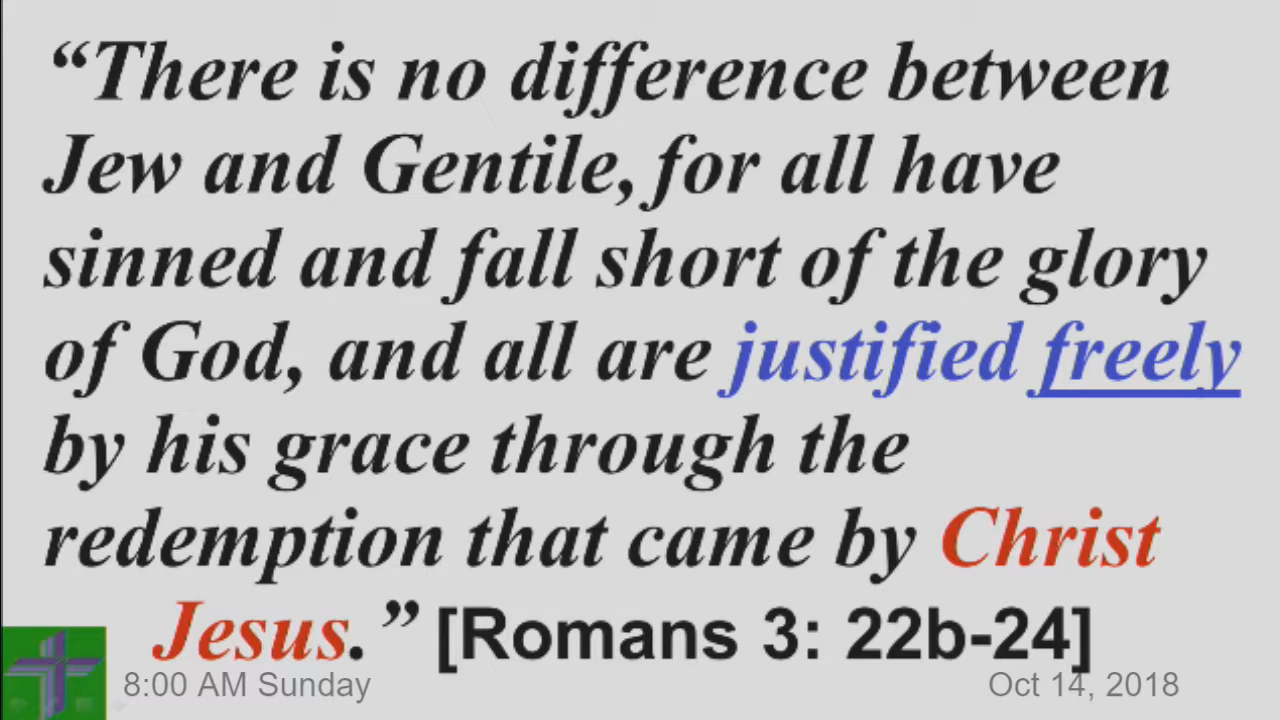 “There is no difference between
Jew and Gentile, for all have
sinned and fall short of the glory
of God, and all are justified freely
by his grace through the
redemption that came by Christ
Jesus.” [Romans 3: 22b-24]
8:00 AM Sunday Oct 14, 2018